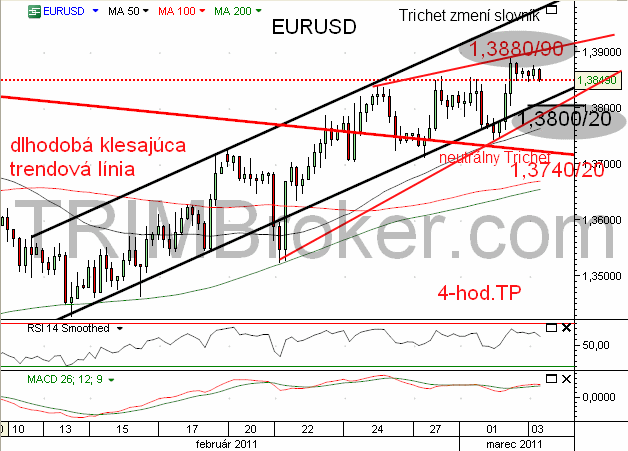 EURUSD MA 50 MA 100 MA 200
EURUSD
Trichet zmení slovník
1,3880/90
1,39000
1,38490
1,38000
1,3800/20
dlhodobá klesajúca
trendová línia
neutrálny Trichet
1,37000
1,3740/20
TRIMBroker.com
1,36000
1,35000
4-hod.TP
RSI 14 Smoothed
50,00
MACD 26; 12; 9
0,0000
10 13 15 17 20 22 24 27 01 03
február 2011 marec 2011